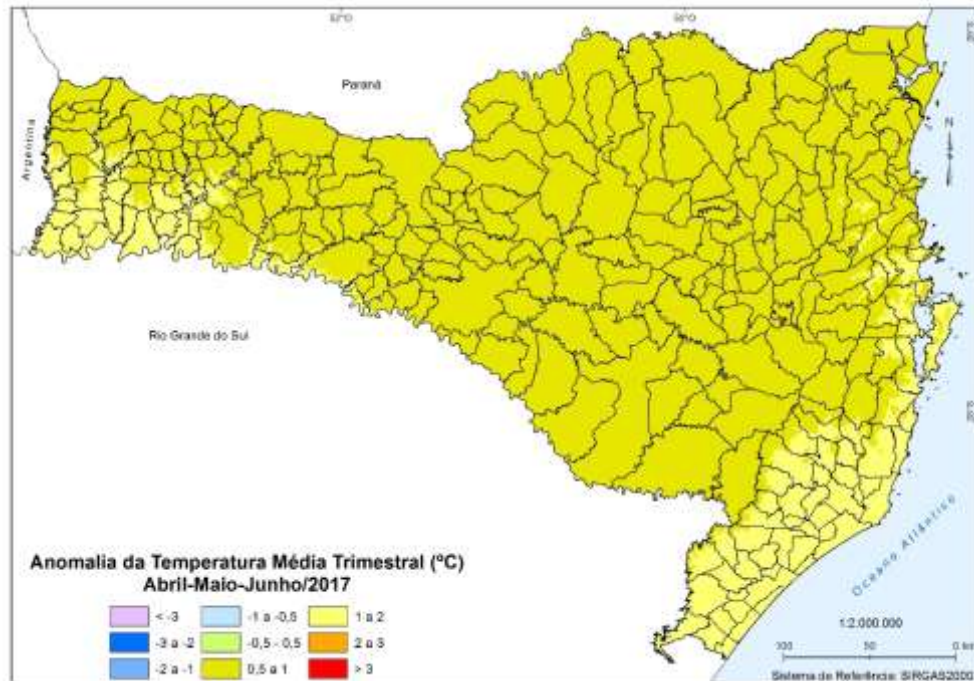 Paraná
Argentina
N
Rio Grande do Sul
Oceano Atlântico
Anomalia da Temperatura Média Trimestral (ºC)
Abril-Maio-Junho/2017
< -3
-1 a -0,5
1 a 2
-3 a -2
-0,5 - 0,5
2 a 3
-2 a -1
0,5 a 1
> 3
1:2.000.000
100 50 0 km
Sistema de Referência: SIRGAS2000